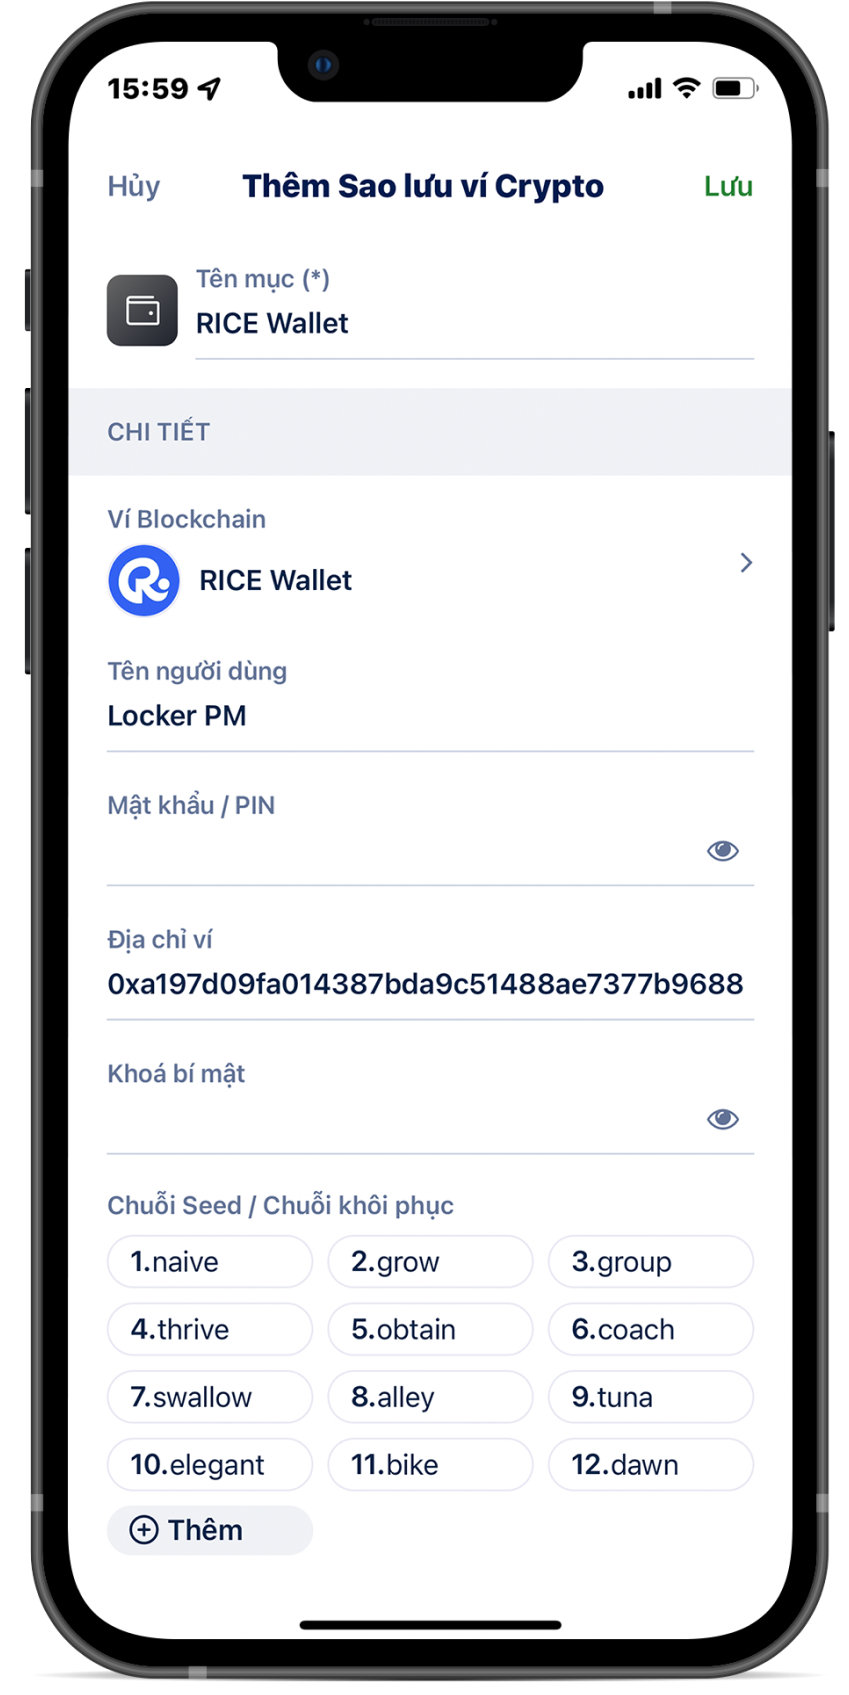 15:59
Hủy Thêm Sao lưu ví Crypto Lưu
Tên mục (*)
RICE Wallet
CHI TIẾT
Ví Blockchain
RICE Wallet
Tên người dùng
Locker PM
Mật khẩu / PIN
Địa chỉ ví
0xa197d09fa014387bda9c51488ae7377b9688
Khoá bí mật
Chuỗi Seed / Chuỗi khôi phục
1.naive 2.grow 3.group
4.thrive 5.obtain 6.coach
7.swallow 8.alley 9.tuna
10.elegant 11.bike 12.dawn
Thêm